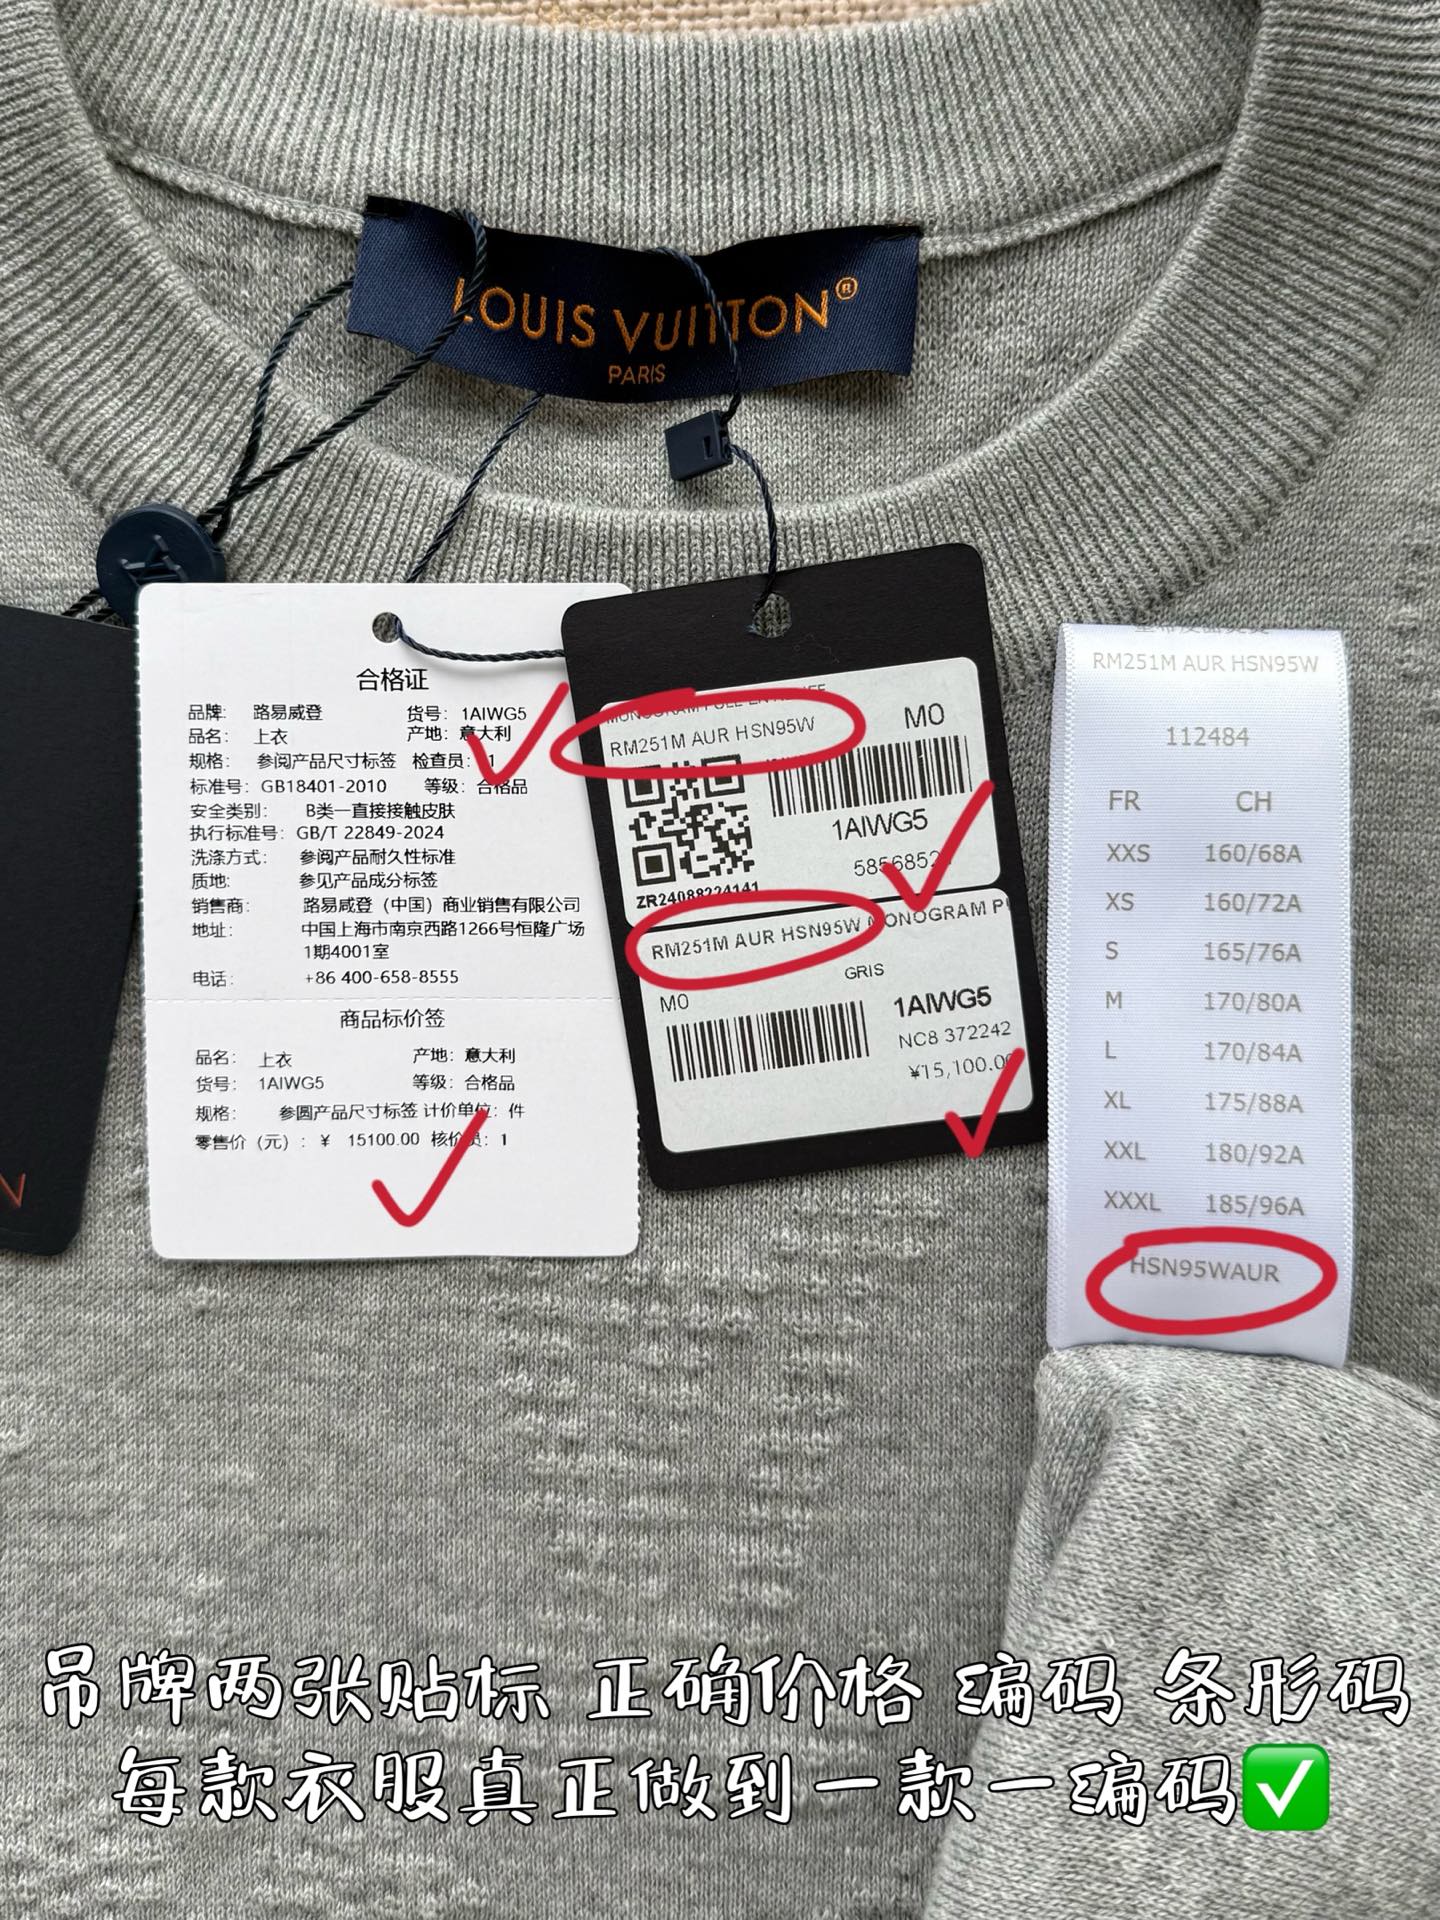 LOUIS VUITTON®
PARIS
合格证
品牌： 路易威登 货号：1AIWG5
品名： 上衣 产地：意大利
规格： 参阅产品尺寸标签 检查员： 1
标准号：GB18401-2010 等级：合格品
安全类别： B类一直接接触皮肤
执行标准号：GB/T 22849-2024
洗涤方式： 参阅产品耐久性标准
质地： 参见产品成分标签
销售商： 路易威登（中国）商业销售有限公司
地址： 中国上海市南京西路1266号恒隆广场
1期4001室
电话： +86 400-658-8555
商品标价签
品名： 上衣 产地：意大利
货号： 1AIWG5 等级：合格品
规格： 参圆产品尺寸标签 计价单位：件
零售价（元）：¥ 15100.00 核价员：1
MONOGRAM PULL
RM251M AUR HSN95W
M0
1AIWG5
ZR24088224141
RM251M AUR HSN95W MONOGRAM PU
GRIS
M0
1AIWG5
NC8 372242
¥15,100.00
RM251M AUR HSN95W
112484
FR CH
XXS 160/68A
XS 160/72A
S 165/76A
M 170/80A
L 170/84A
XL 175/88A
XXL 180/92A
XXXL 185/96A
HSN95WAUR
N
吊牌两张贴标 正确价格 编码 条形码
每款衣服真正做到一款一编码✅